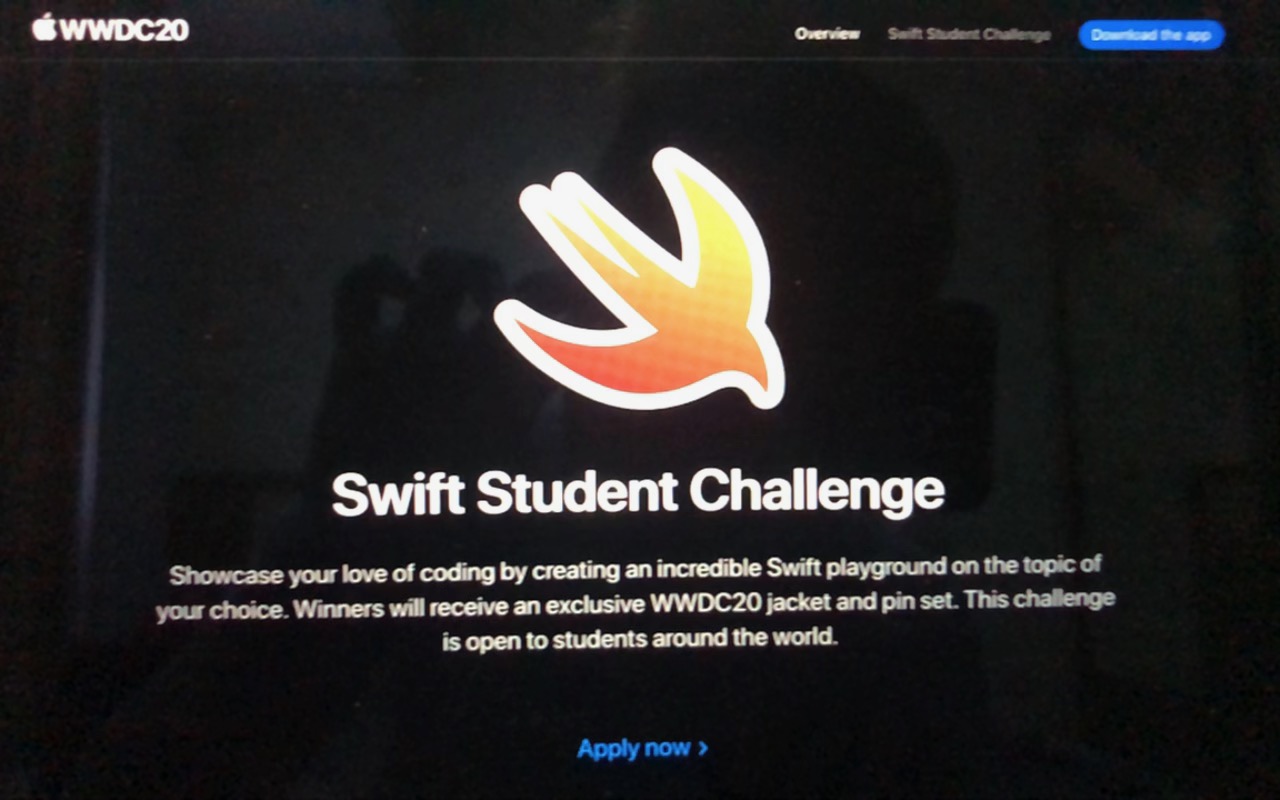 WWDC20
Overview Swift Student Challenge Download the app
Swift Student Challenge
Showcase your love of coding by creating an incredible Swift playground on the topic of
your choice. Winners will receive an exclusive WWDC20 jacket and pin set. This challenge
is open to students around the world.
Apply now ›